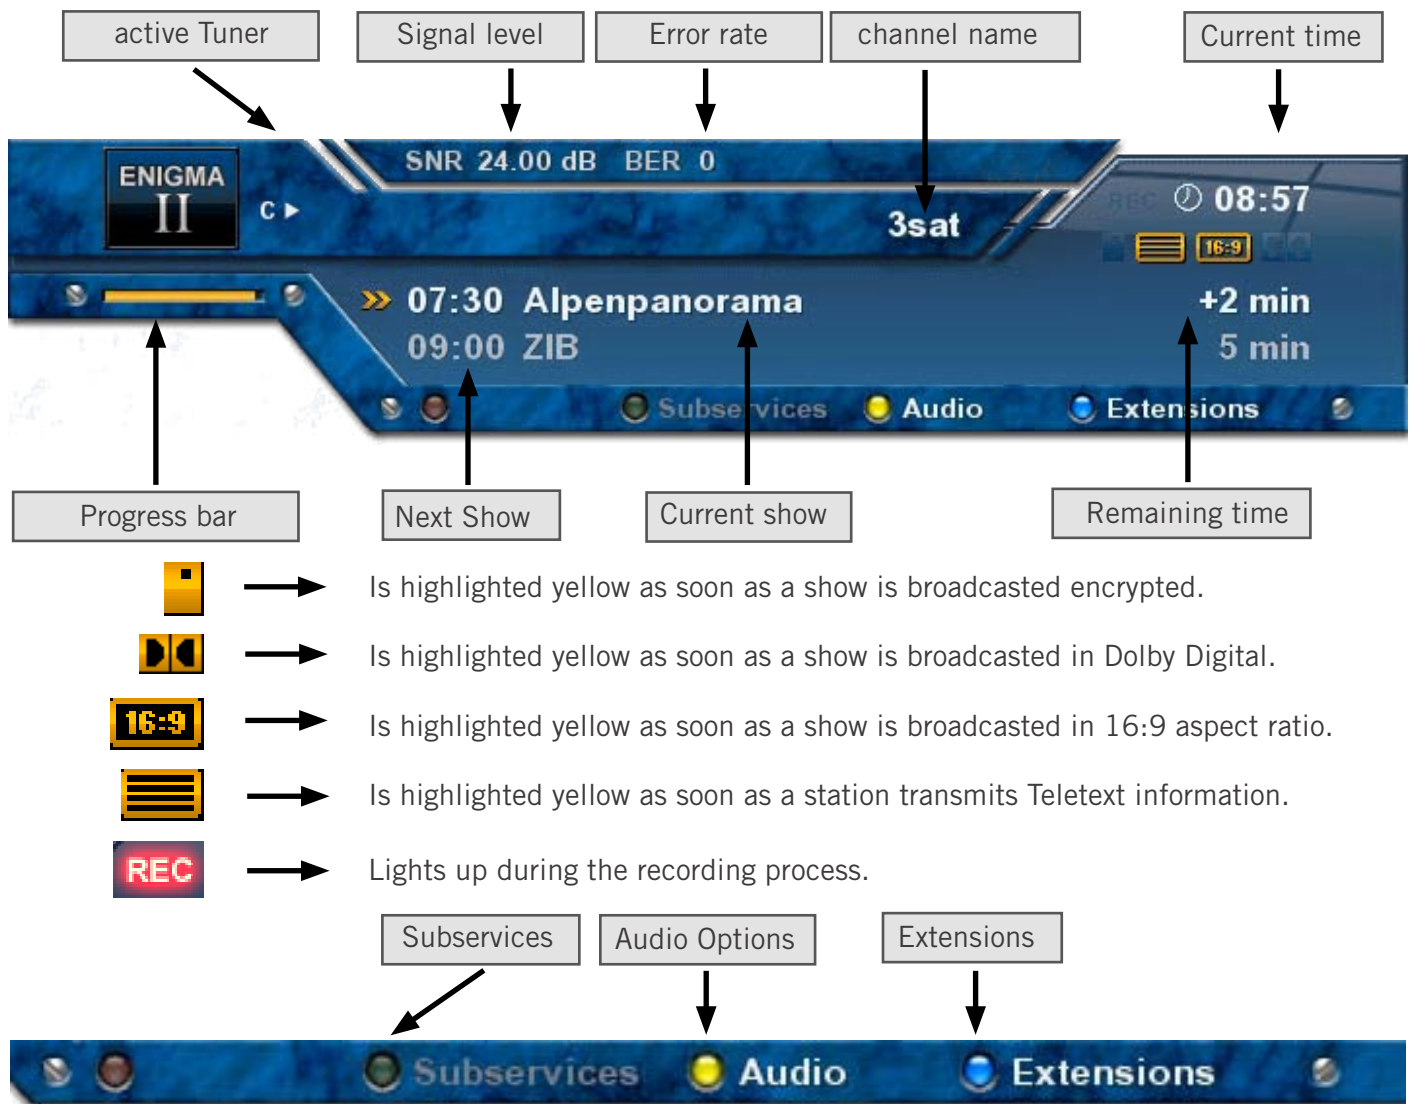 active Tuner
Signal level
Error rate
channel name
Current time
SNR 24.00 dB BER 0
ENIGMA
II
C
3sat
REC
08:57
16:9
07:30 Alpenpanorama
+2 min
09:00 ZIB
5 min
Subservices
Audio
Extensions
Progress bar
Next Show
Current show
Remaining time
Is highlighted yellow as soon as a show is broadcasted encrypted.
Is highlighted yellow as soon as a show is broadcasted in Dolby Digital.
16:9
Is highlighted yellow as soon as a show is broadcasted in 16:9 aspect ratio.
Is highlighted yellow as soon as a station transmits Teletext information.
REC
Lights up during the recording process.
Subservices
Audio Options
Extensions
Subservices
Audio
Extensions